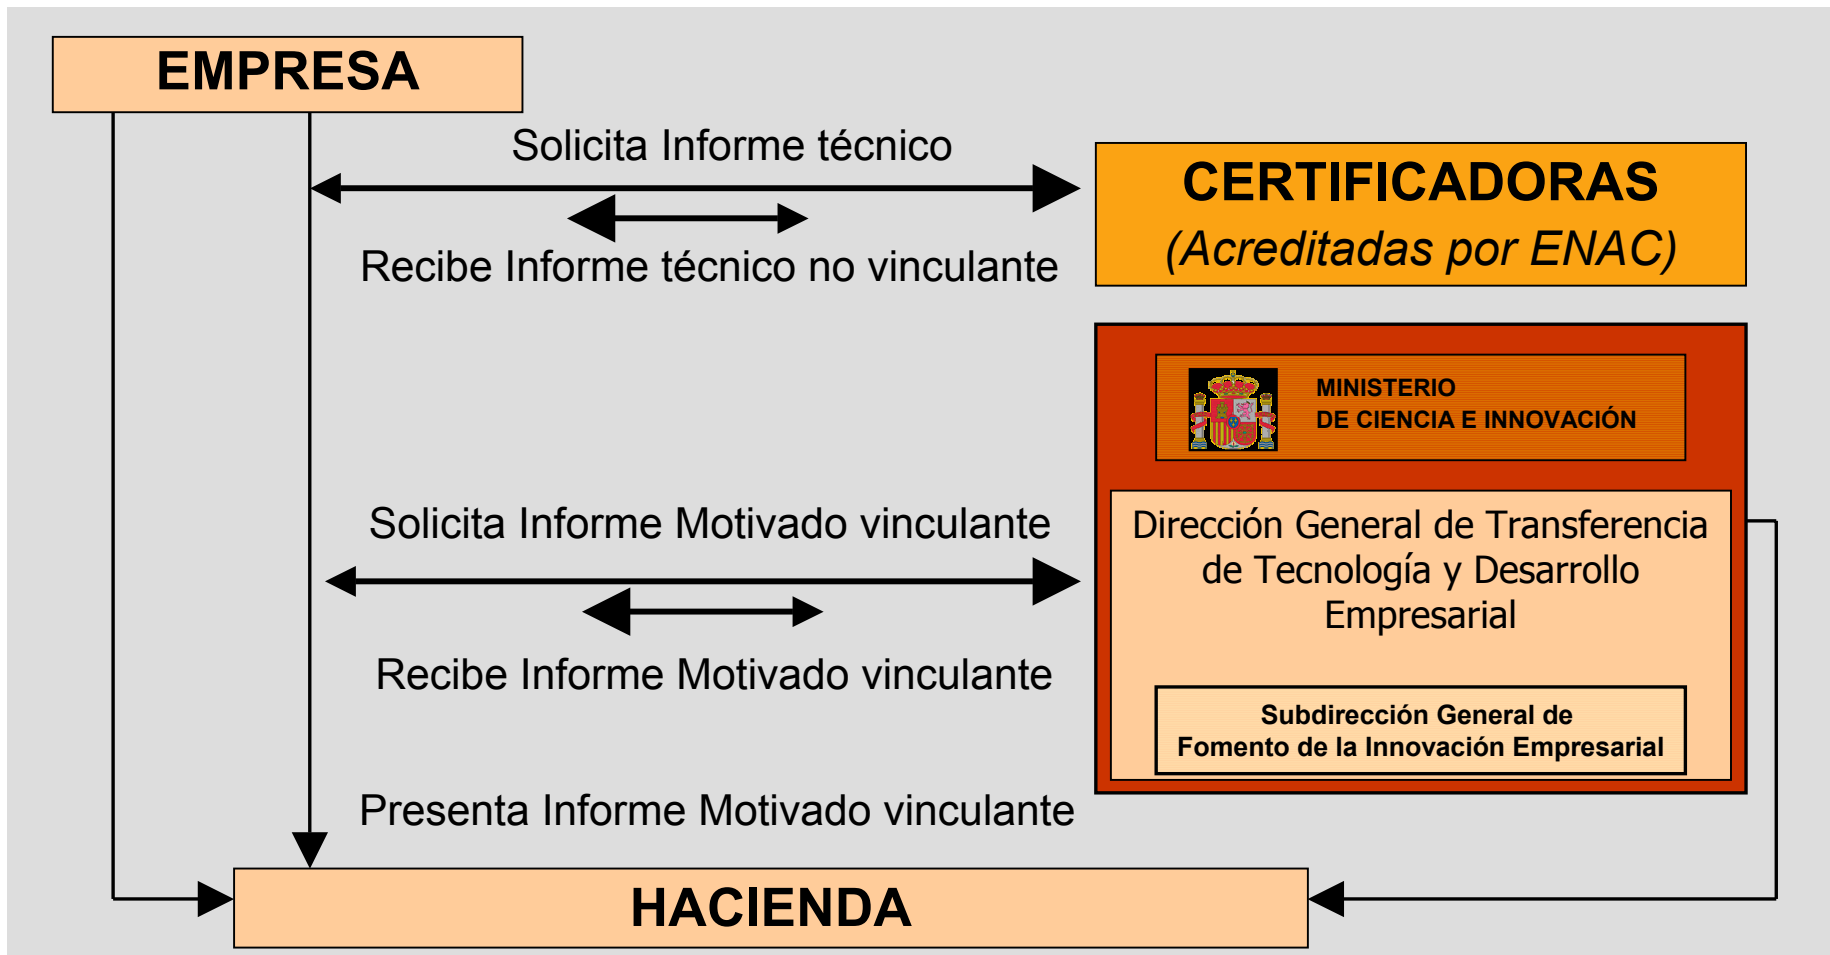 EMPRESA
Solicita Informe técnico
Recibe Informe técnico no vinculante
CERTIFICADORAS
(Acreditadas por ENAC)
MINISTERIO
DE CIENCIA E INNOVACIÓN
Solicita Informe Motivado vinculante
Recibe Informe Motivado vinculante
Dirección General de Transferencia
de Tecnología y Desarrollo
Empresarial
Subdirección General de
Fomento de la Innovación Empresarial
Presenta Informe Motivado vinculante
HACIENDA